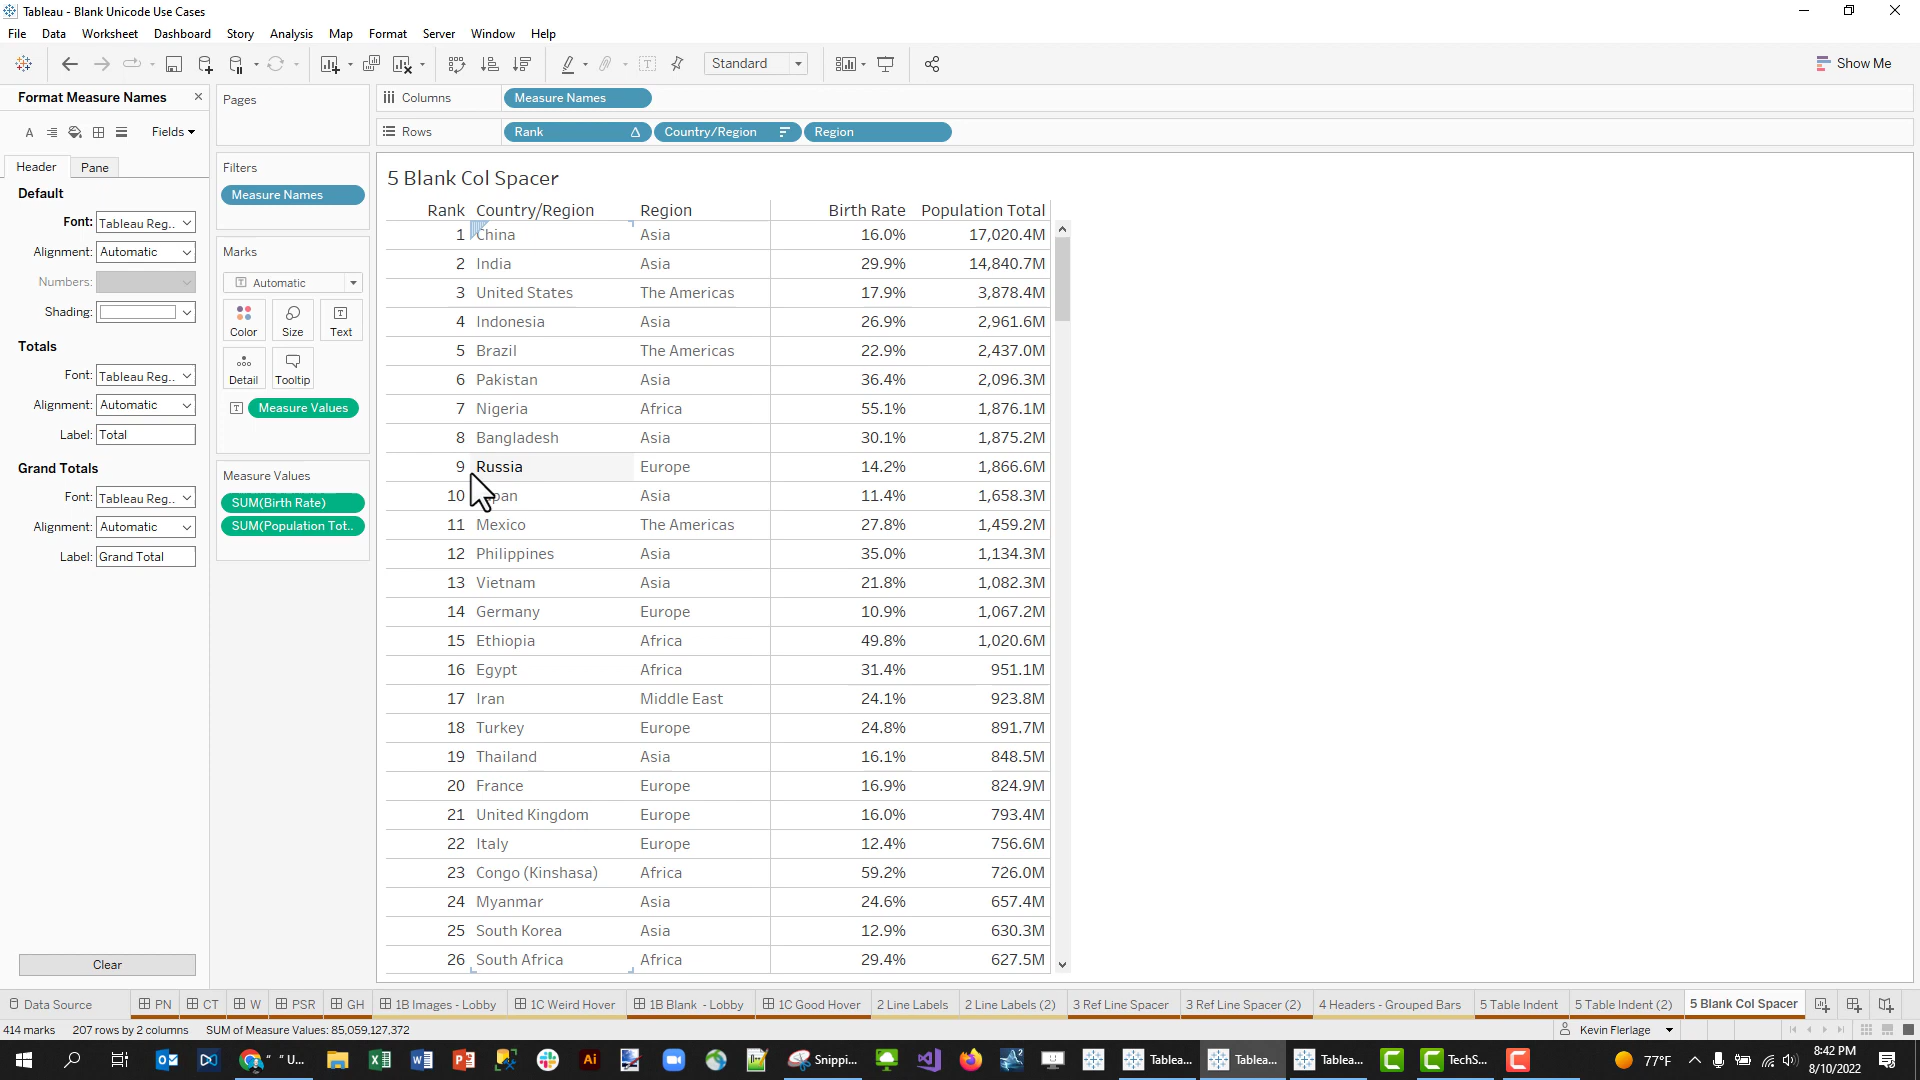 Tableau - Blank Unicode Use Cases
File Data Worksheet Dashboard Story Analysis Map Format Server Window Help
Standard
Show Me
Format Measure Names
Fields
Header Pane
Default
Font: Tableau Reg..
Alignment: Automatic
Numbers:
Shading:
Totals
Font: Tableau Reg..
Alignment: Automatic
Label: Total
Grand Totals
Font: Tableau Reg..
Alignment: Automatic
Label: Grand Total
Clear
Pages
Filters
Measure Names
Marks
Automatic
Color Size Text
Detail Tooltip
Measure Values
Measure Values
SUM(Birth Rate)
SUM(Population Tot..
Columns Measure Names
Rows Rank Country/Region Region
5 Blank Col Spacer
Rank Country/Region Region Birth Rate Population Total
1 China Asia 16.0% 17,020.4M
2 India Asia 29.9% 14,840.7M
3 United States The Americas 17.9% 3,878.4M
4 Indonesia Asia 26.9% 2,961.6M
5 Brazil The Americas 22.9% 2,437.0M
6 Pakistan Asia 36.4% 2,096.3M
7 Nigeria Africa 55.1% 1,876.1M
8 Bangladesh Asia 30.1% 1,875.2M
9 Russia Europe 14.2% 1,866.6M
10 Asia 11.4% 1,658.3M
11 Mexico The Americas 27.8% 1,459.2M
12 Philippines Asia 35.0% 1,134.3M
13 Vietnam Asia 21.8% 1,082.3M
14 Germany Europe 10.9% 1,067.2M
15 Ethiopia Africa 49.8% 1,020.6M
16 Egypt Africa 31.4% 951.1M
17 Iran Middle East 24.1% 923.8M
18 Turkey Europe 24.8% 891.7M
19 Thailand Asia 16.1% 848.5M
20 France Europe 16.9% 824.9M
21 United Kingdom Europe 16.0% 793.4M
22 Italy Europe 12.4% 756.6M
23 Congo (Kinshasa) Africa 59.2% 726.0M
24 Myanmar Asia 24.6% 657.4M
25 South Korea Asia 12.9% 630.3M
26 South Africa Africa 29.4% 627.5M
Data Source PN CT W PSR GH 1B Images - Lobby 1C Weird Hover 1B Blank - Lobby 1C Good Hover 2 Line Labels 2 Line Labels (2) 3 Ref Line Spacer 3 Ref Line Spacer (2) 4 Headers - Grouped Bars 5 Table Indent 5 Table Indent (2) 5 Blank Col Spacer
414 marks 207 rows by 2 columns SUM of Measure Values: 85,059,127,372 Kevin Flerlage
" " U... Snippi... Tablea... Tablea... Tablea... TechS... 77°F 8:42 PM
8/10/2022